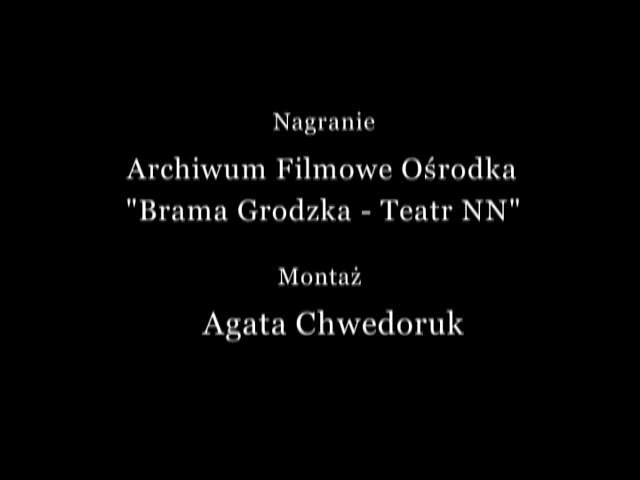 Nagranie
Archiwum Filmowe Ośrodka
"Brama Grodzka - Teatr NN"
Montaż
Agata Chwedoruk